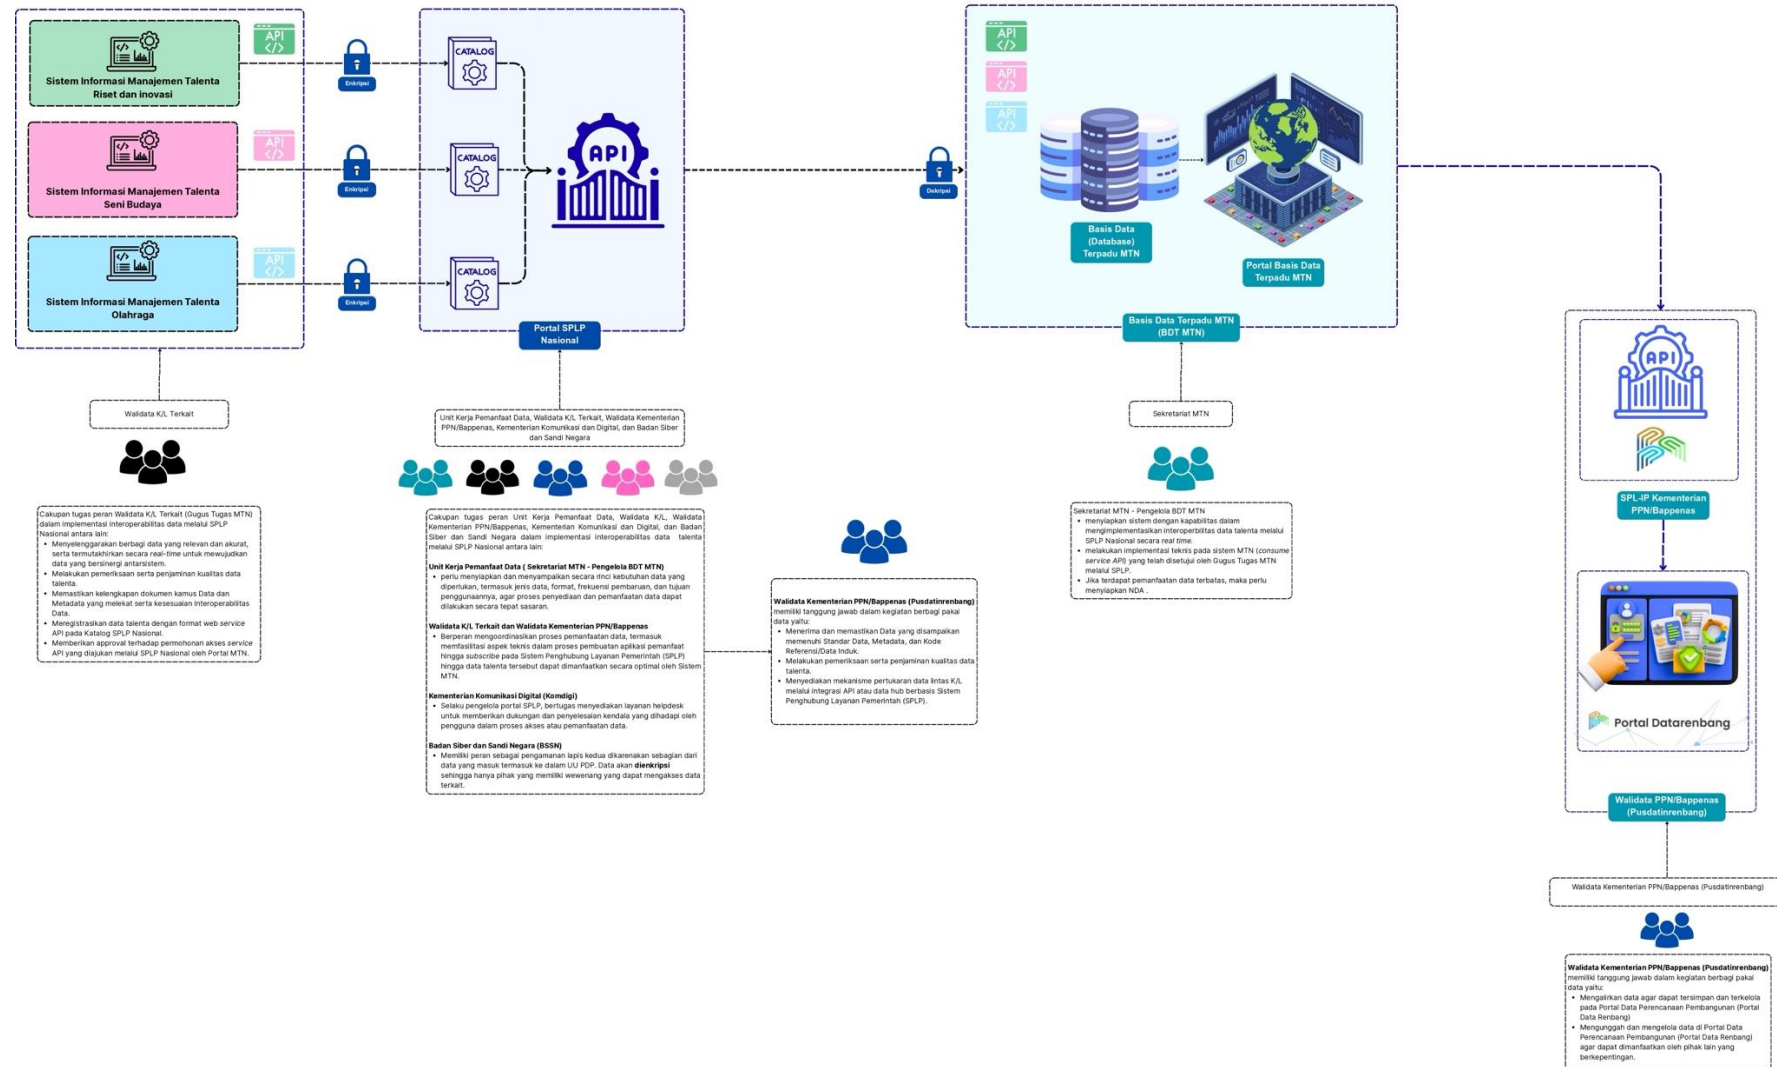 Sistem Informasi Manajemen Talenta
Riset dan inovasi
API
</>
Enkripsi
CATALOG
Sistem Informasi Manajemen Talenta
Seni Budaya
API
</>
Enkripsi
CATALOG
Sistem Informasi Manajemen Talenta
Olahraga
API
</>
Enkripsi
CATALOG
API
Portal SPLP
Nasional
Dekripsi
API
</>
API
</>
API
</>
Basis Data
(Database)
Terpadu MTN
Portal Basis Data
Terpadu MTN
Basis Data Terpadu MTN
(BDT MTN)
API
SPL-IP Kementerian
PPN/Bappenas
Portal Datarenbang
Walidata PPN/Bappenas
(Pusdatinrenbang)
Walidata K/L Terkait
Cakupan tugas peran Walidata K/L Terkait (Gugus Tugas MTN)
dalam implementasi interoperabilitas data melalui SPLP
Nasional antara lain:
• Menyelenggarakan berbagi data yang relevan dan akurat,
serta termutakhirkan secara real-time untuk mewujudkan
data yang bersinergi antarsistem.
• Melakukan pemeriksaan serta penjaminan kualitas data
talenta.
• Memastikan kelengkapan dokumen kamus Data dan
Metadata yang melekat serta kesesuaian Interoperabilitas
Data.
• Meregistrasikan data talenta dengan format web service
API pada Katalog SPLP Nasional.
• Memberikan approval terhadap permohonan akses service
API yang diajukan melalui SPLP Nasional oleh Portal MTN.
Unit Kerja Pemanfaat Data, Walidata K/L Terkait, Walidata Kementerian
PPN/Bappenas, Kementerian Komunikasi dan Digital, dan Badan Siber
dan Sandi Negara
Cakupan tugas peran Unit Kerja Pemanfaat Data, Walidata K/L, Walidata
Kementerian PPN/Bappenas, Kementerian Komunikasi dan Digital, dan Badan
Siber dan Sandi Negara dalam implementasi interoperabilitas data talenta
melalui SPLP Nasional antara lain:
Unit Kerja Pemanfaat Data ( Sekretariat MTN - Pengelola BDT MTN)
• perlu menyiapkan dan menyampaikan secara rinci kebutuhan data yang
diperlukan, termasuk jenis data, format, frekuensi pembaruan, dan tujuan
penggunaannya, agar proses penyediaan dan pemanfaatan data dapat
dilakukan secara tepat sasaran.
Walidata K/L Terkait dan Walidata Kementerian PPN/Bappenas
• Berperan mengoordinasikan proses pemanfaatan data, termasuk
memfasilitasi aspek teknis dalam proses pembuatan aplikasi pemanfaat
hingga subscribe pada Sistem Penghubung Layanan Pemerintah (SPLP)
hingga data talenta tersebut dapat dimanfaatkan secara optimal oleh Sistem
MTN.
Kementerian Komunikasi Digital (Komdigi)
• Selaku pengelola portal SPLP, bertugas menyediakan layanan helpdesk
untuk memberikan dukungan dan penyelesaian kendala yang dihadapi oleh
pengguna dalam proses akses atau pemanfaatan data.
Badan Siber dan Sandi Negara (BSSN)
• Memiliki peran sebagai pengamanan lapis kedua dikarenakan sebagian dari
data yang masuk termasuk ke dalam UU PDP. Data akan dienkripsi
sehingga hanya pihak yang memiliki wewenang yang dapat mengakses data
terkait.
Walidata Kementerian PPN/Bappenas (Pusdatinrenbang)
memiliki tanggung jawab dalam kegiatan berbagi pakai
data yaitu:
• Menerima dan memastikan Data yang disampaikan
memenuhi Standar Data, Metadata, dan Kode
Referensi/Data Induk.
• Melakukan pemeriksaan serta penjaminan kualitas data
talenta.
• Menyediakan mekanisme pertukaran data lintas K/L
melalui integrasi API atau data hub berbasis Sistem
Penghubung Layanan Pemerintah (SPLP).
Sekretariat MTN
Sekretariat MTN - Pengelola BDT MTN
• menyiapkan sistem dengan kapabilitas dalam
mengimplementasikan interoperbilitas data talenta melalui
SPLP Nasional secara real time.
• melakukan implementasi teknis pada sistem MTN (consume
service API) yang telah disetujui oleh Gugus Tugas MTN
melalui SPLP.
• Jika terdapat pemanfaatan data terbatas, maka perlu
menyiapkan NDA .
Walidata Kementerian PPN/Bappenas (Pusdatinrenbang)
Walidata Kementerian PPN/Bappenas (Pusdatinrenbang)
memiliki tanggung jawab dalam kegiatan berbagi pakai
data yaitu:
• Mengalirkan data agar dapat tersimpan dan terkelola
pada Portal Data Perencanaan Pembangunan (Portal
Data Renbang)
• Mengunggah dan mengelola data di Portal Data
Perencanaan Pembangunan (Portal Data Renbang)
agar dapat dimanfaatkan oleh pihak lain yang
berkepentingan.